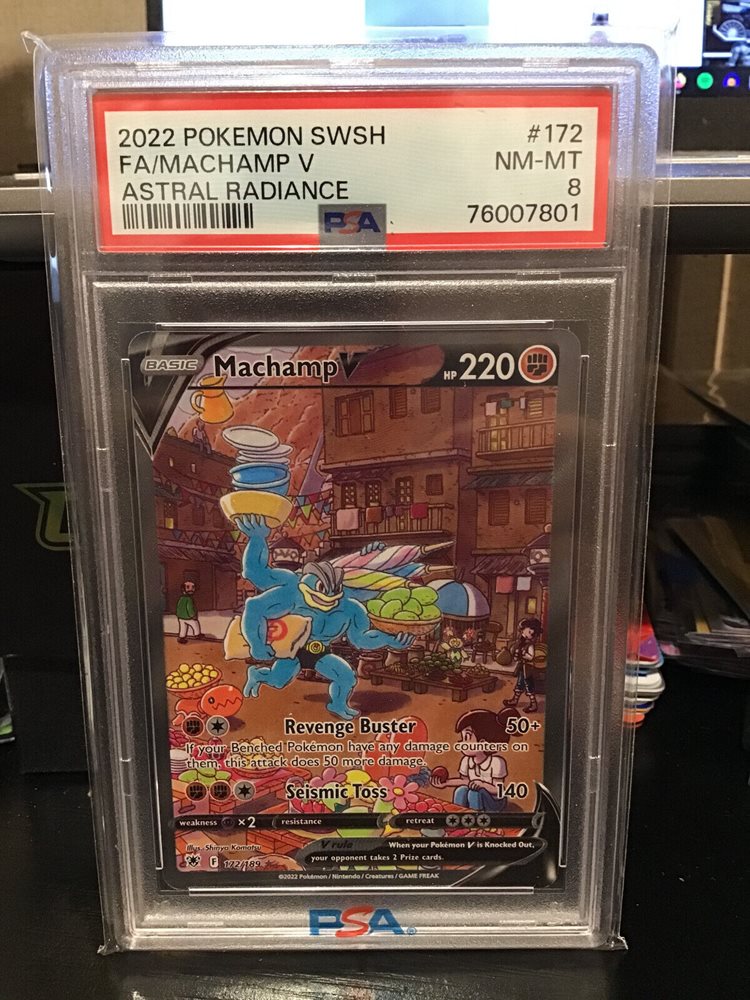 2022 POKEMON SWSH #172
FA/MACHAMP V NM-MT
ASTRAL RADIANCE 8
PSA 76007801
BASIC Machamp V HP 220
Revenge Buster 50+
If your Benched Pokémon have any damage counters on
them, this attack does 50 more damage.
Seismic Toss 140
weakness ×2 resistance retreat
V rule When your Pokémon V is Knocked Out,
your opponent takes 2 Prize cards.
Illus. Shinya Komatsu
F 172/189
©2022 Pokémon / Nintendo / Creatures / GAME FREAK
PSA